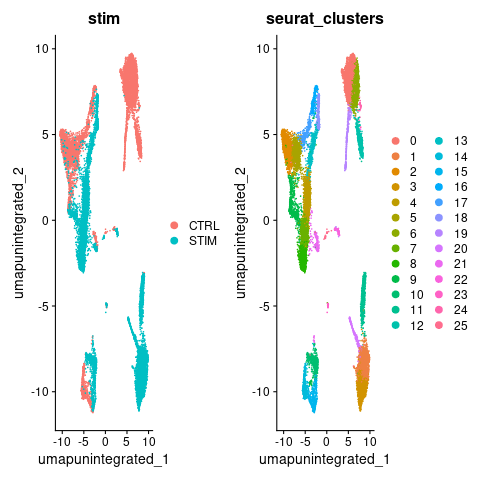 stim
seurat_clusters
10
5
0
-5
-10
umapunintegrated_2
-10 -5 0 5 10
umapunintegrated_1
CTRL
STIM
10
5
0
-5
-10
umapunintegrated_2
-10 -5 0 5 10
umapunintegrated_1
0 13
1 14
2 15
3 16
4 17
5 18
6 19
7 20
8 21
9 22
10 23
11 24
12 25